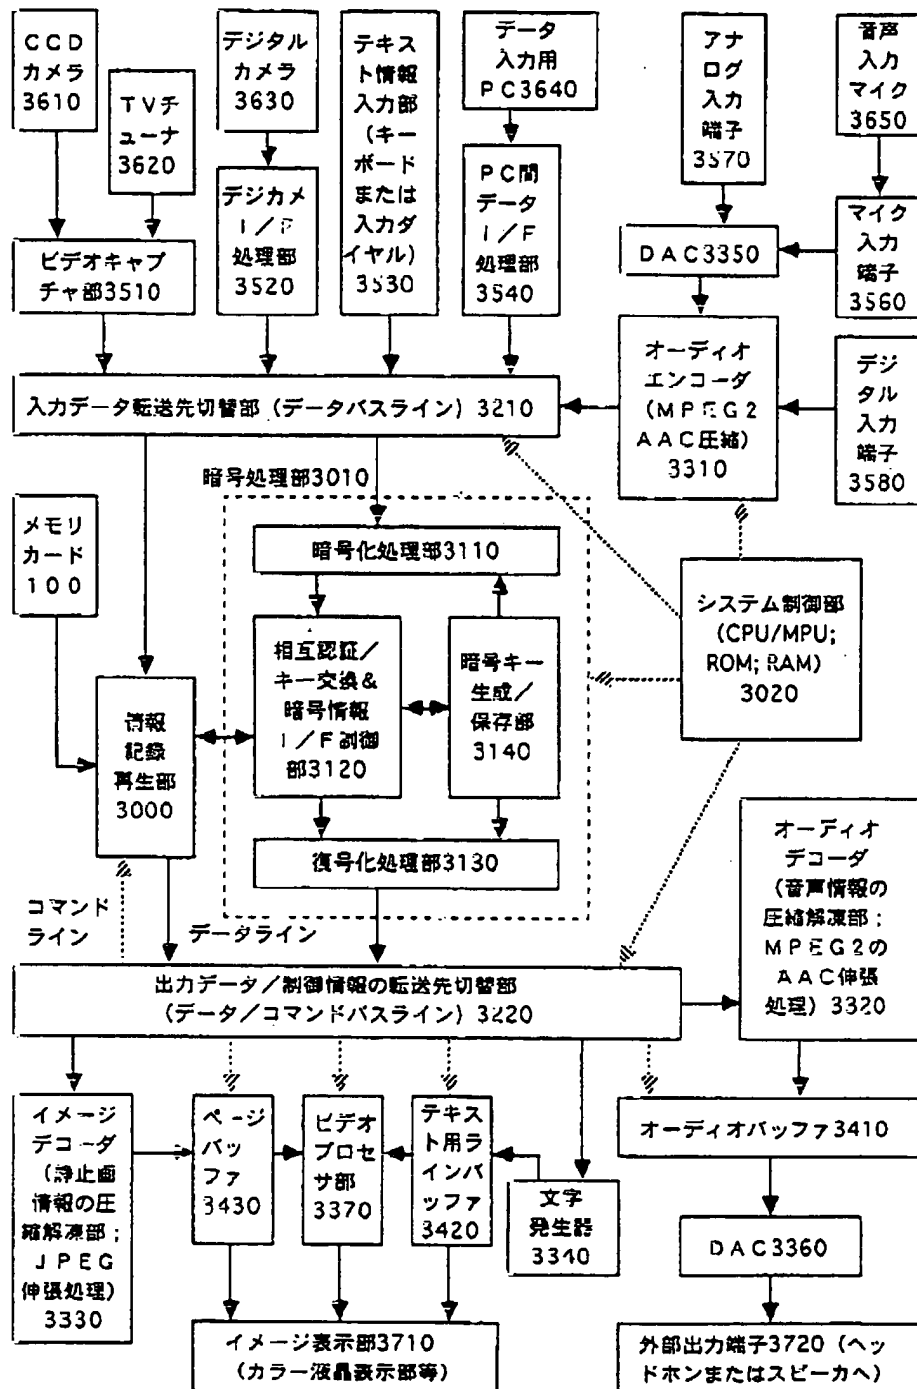 CCD
カメラ
3610
TVチ
ューナ
3620
デジタル
カメラ
3630
テキス
ト情報
入力部
(キー
ボード
または
入力ダ
イヤル)
3530
データ
入力用
PC3640
アナ
ログ
入力
端子
3570
音声
入力
マイク
3650
デジカメ
I/F
処理部
3520
PC間
データ
I/F
処理部
3540
ビデオキャプ
チャ部3510
DAC3350
マイク
入力
端子
3560
入力データ転送先切替部(データバスライン)3210
オーディオ
エンコーダ
(MPEG2
AAC圧縮)
3310
デジ
タル
入力
端子
3580
暗号処理部3010
メモリ
カード
100
暗号化処理部3110
相互認証/
キー交換&
暗号情報
I/F制御
部3120
暗号キー
生成/
保存部
3140
システム制御部
(CPU/MPU;
ROM; RAM)
3020
情報
記録
再生部
3000
復号化処理部3130
コマンド
ライン
データライン
オーディオ
デコーダ
(音声情報の
圧縮解凍部;
MPEG2の
AAC伸張
処理)3320
出力データ/制御情報の転送先切替部
(データ/コマンドバスライン)3220
イメージ
デコーダ
(静止画
情報の圧
縮解凍部;
JPEG
伸張処理)
3330
ページ
バッ
ファ
3430
ビデオ
プロセ
サ部
3370
テキス
ト用ラ
インバ
ッファ
3420
文字
発生器
3340
オーディオバッファ3410
DAC3360
イメージ表示部3710
(カラー液晶表示部等)
外部出力端子3720(ヘッ
ドホンまたはスピーカへ)